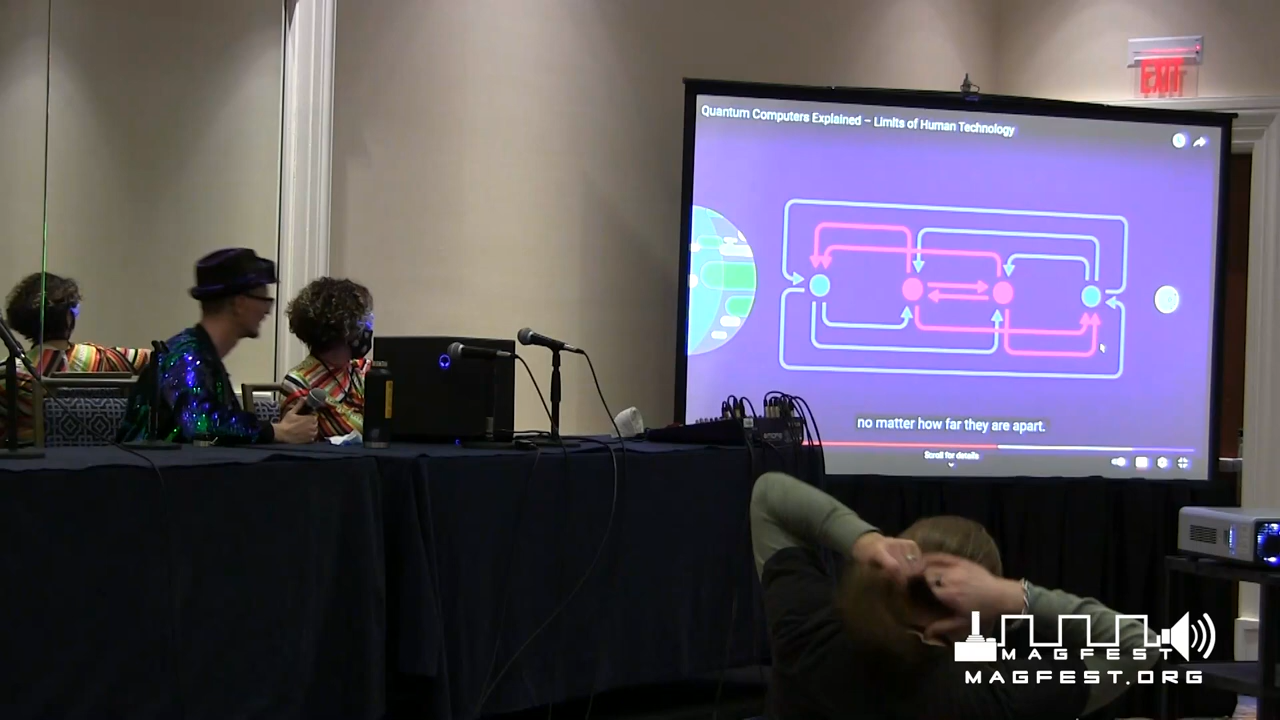 EXIT
Quantum Computers Explained – Limits of Human Technology
no matter how far they are apart.
Scroll for details
MAGFEST
MAGFEST.ORG